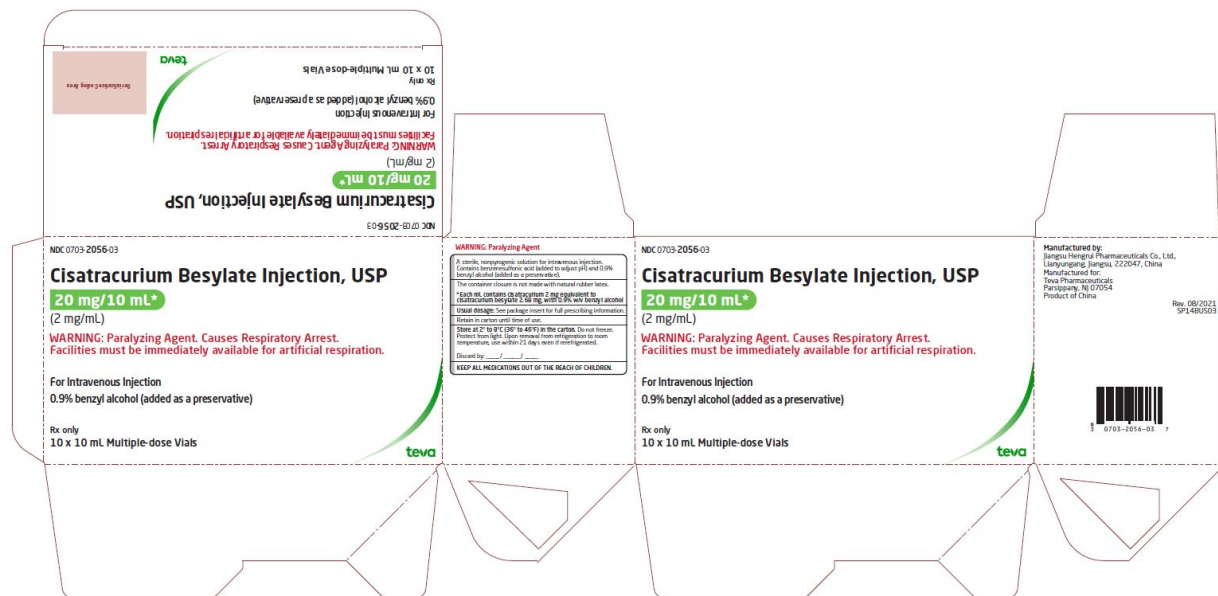 Serialization Coding Area
teva
10 x 10 mL Multiple-dose Vials
Rx only
0.9% benzyl alcohol (added as a preservative)
For Intravenous Injection
Facilities must be immediately available for artificial respiration.
WARNING: Paralyzing Agent. Causes Respiratory Arrest.
(2 mg/mL)
20 mg/10 mL*
Cisatracurium Besylate Injection, USP
NDC 0703-2056-03
NDC 0703-2056-03
Cisatracurium Besylate Injection, USP
20 mg/10 mL*
(2 mg/mL)
WARNING: Paralyzing Agent. Causes Respiratory Arrest.
Facilities must be immediately available for artificial respiration.
For Intravenous Injection
0.9% benzyl alcohol (added as a preservative)
Rx only
10 x 10 mL Multiple-dose Vials
teva
WARNING: Paralyzing Agent
A sterile, nonpyrogenic solution for intravenous injection.
Contains benzenesulfonic acid (added to adjust pH) and 0.9%
benzyl alcohol (added as a preservative).
The container closure is not made with natural rubber latex.
*Each mL contains cisatracurium 2 mg equivalent to
cisatracurium besylate 2.68 mg, with 0.9% w/v benzyl alcohol
Usual dosage: See package insert for full prescribing information.
Retain in carton until time of use.
Store at 2° to 8°C (36° to 46°F) in the carton. Do not freeze.
Protect from light. Upon removal from refrigeration to room
temperature, use within 21 days even if rerefrigerated.
Discard by: ____/ ____/ ____
KEEP ALL MEDICATIONS OUT OF THE REACH OF CHILDREN.
NDC 0703-2056-03
Cisatracurium Besylate Injection, USP
20 mg/10 mL*
(2 mg/mL)
WARNING: Paralyzing Agent. Causes Respiratory Arrest.
Facilities must be immediately available for artificial respiration.
For Intravenous Injection
0.9% benzyl alcohol (added as a preservative)
Rx only
10 x 10 mL Multiple-dose Vials
teva
Manufactured by:
Jiangsu Hengrui Pharmaceuticals Co., Ltd.,
Lianyungang, Jiangsu, 222047, China
Manufactured for:
Teva Pharmaceuticals
Parsippany, NJ 07054
Product of China
Rev. 08/2021
SP14BUS03
N
3 0703-2056-03 7